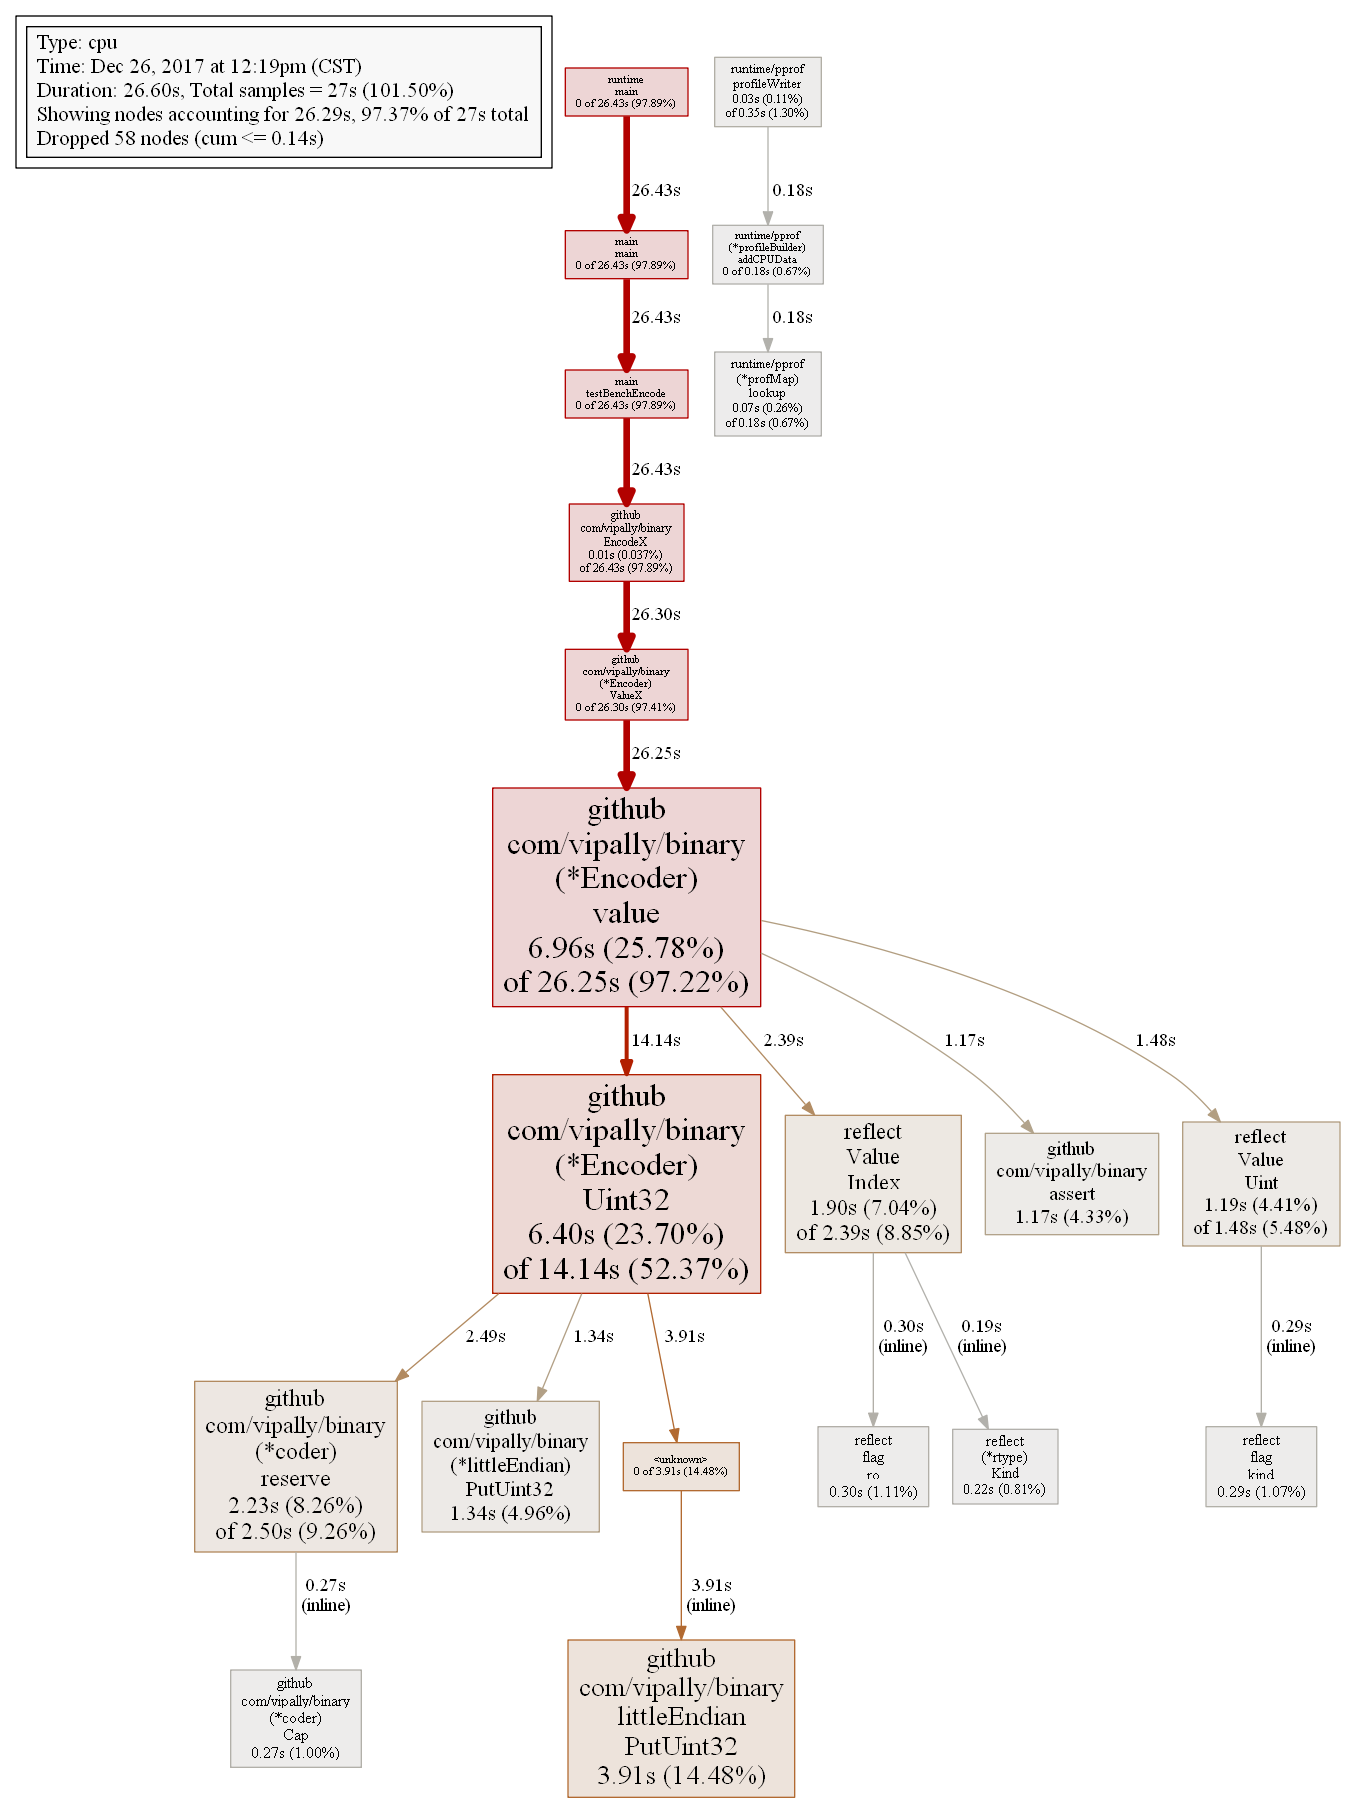 Type: cpu
Time: Dec 26, 2017 at 12:19pm (CST)
Duration: 26.60s, Total samples = 27s (101.50%)
Showing nodes accounting for 26.29s, 97.37% of 27s total
Dropped 58 nodes (cum <= 0.14s)
runtime
main
0 of 26.43s (97.89%)
runtime/pprof
profileWriter
0.03s (0.11%)
of 0.35s (1.30%)
26.43s
0.18s
main
main
0 of 26.43s (97.89%)
runtime/pprof
(*profileBuilder)
addCPUData
0 of 0.18s (0.67%)
26.43s
0.18s
main
testBenchEncode
0 of 26.43s (97.89%)
runtime/pprof
(*profMap)
lookup
0.07s (0.26%)
of 0.18s (0.67%)
26.43s
github
com/vipally/binary
EncodeX
0.01s (0.037%)
of 26.43s (97.89%)
26.30s
github
com/vipally/binary
(*Encoder)
ValueX
0 of 26.30s (97.41%)
26.25s
github
com/vipally/binary
(*Encoder)
value
6.96s (25.78%)
of 26.25s (97.22%)
14.14s
2.39s
1.17s
1.48s
github
com/vipally/binary
(*Encoder)
Uint32
6.40s (23.70%)
of 14.14s (52.37%)
reflect
Value
Index
1.90s (7.04%)
of 2.39s (8.85%)
github
com/vipally/binary
assert
1.17s (4.33%)
reflect
Value
Uint
1.19s (4.41%)
of 1.48s (5.48%)
2.49s
1.34s
3.91s
0.30s
(inline)
0.19s
(inline)
0.29s
(inline)
github
com/vipally/binary
(*coder)
reserve
2.23s (8.26%)
of 2.50s (9.26%)
github
com/vipally/binary
(*littleEndian)
PutUint32
1.34s (4.96%)
<unknown>
0 of 3.91s (14.48%)
reflect
flag
ro
0.30s (1.11%)
reflect
(*rtype)
Kind
0.22s (0.81%)
reflect
flag
kind
0.29s (1.07%)
0.27s
(inline)
3.91s
(inline)
github
com/vipally/binary
(*coder)
Cap
0.27s (1.00%)
github
com/vipally/binary
littleEndian
PutUint32
3.91s (14.48%)